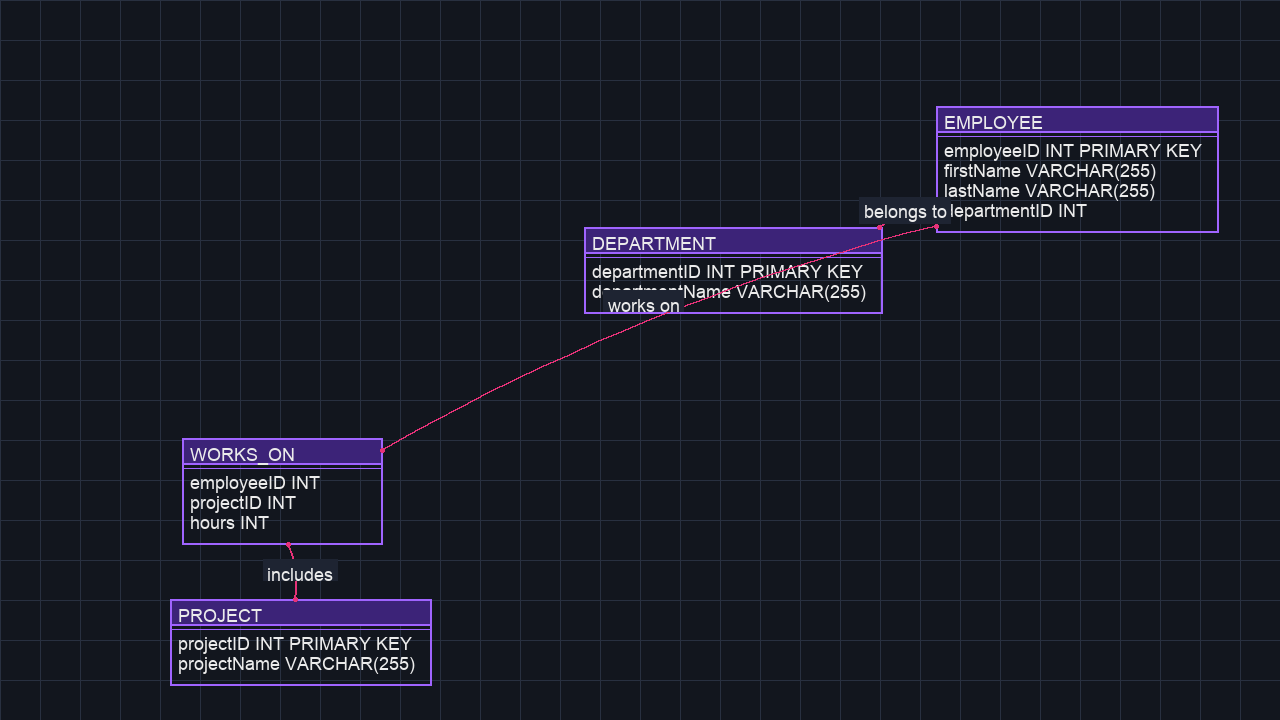 EMPLOYEE
employeeID INT PRIMARY KEY
firstName VARCHAR(255)
lastName VARCHAR(255)
lepartmentID INT
belongs to
DEPARTMENT
departmentID INT PRIMARY KEY
departmentName VARCHAR(255)
works on
WORKS_ON
employeeID INT
projectID INT
hours INT
includes
PROJECT
projectID INT PRIMARY KEY
projectName VARCHAR(255)